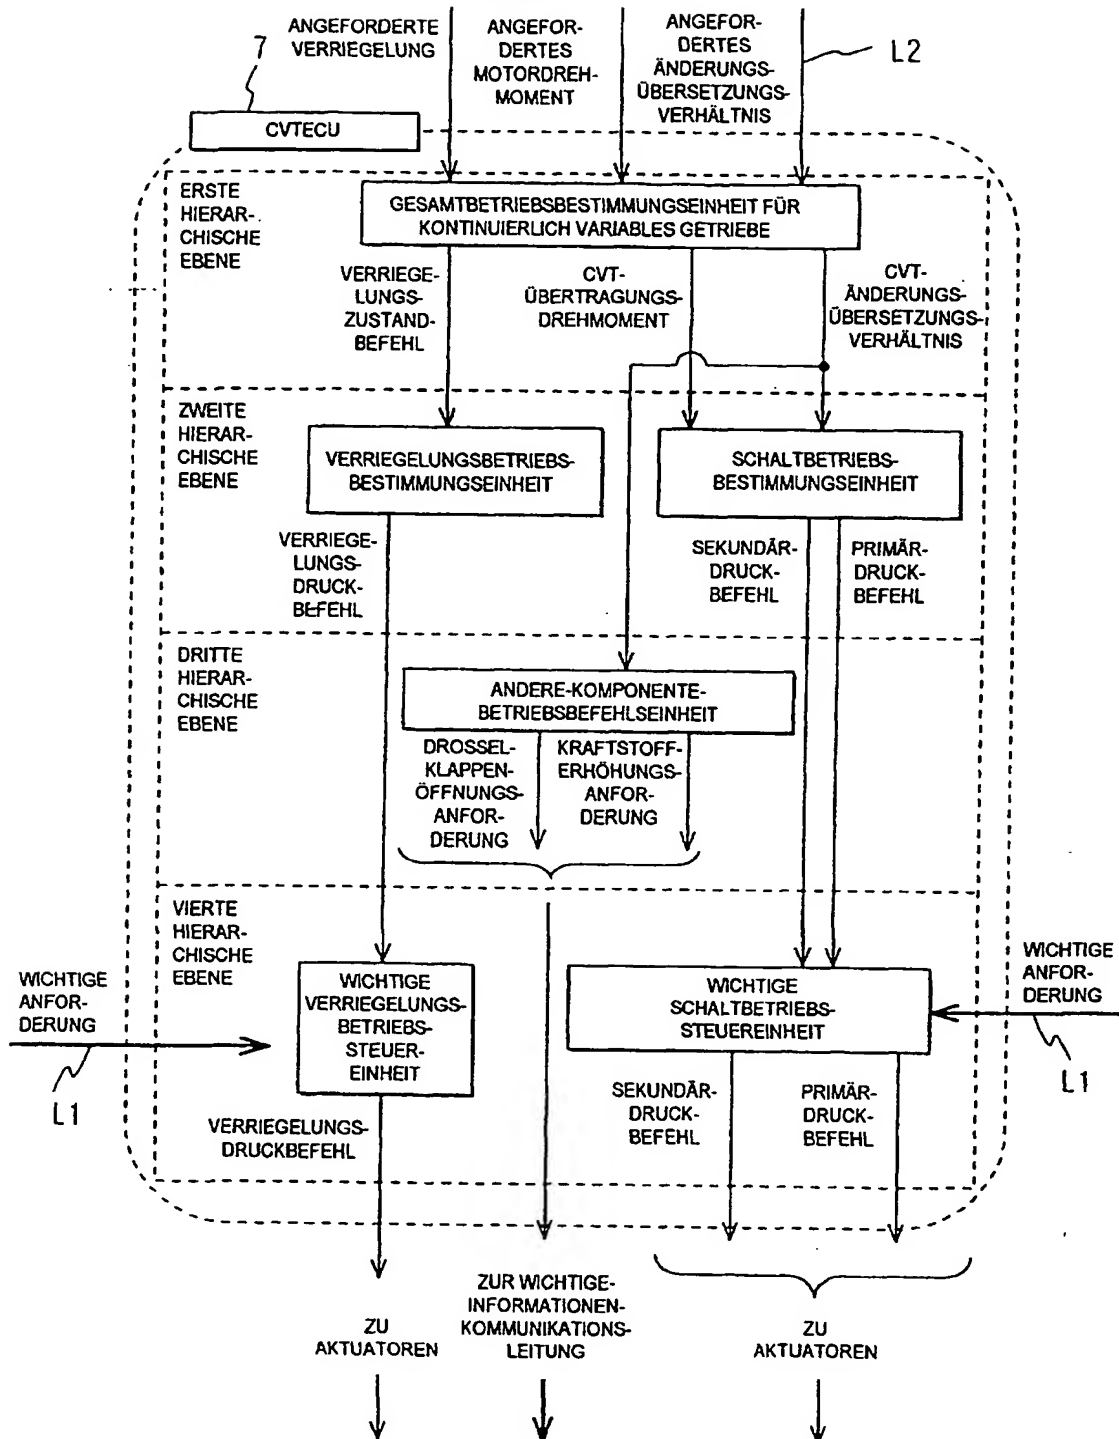 ANGEFORDERTE
VERRIEGELUNG
ANGEFOR-
DERTES
MOTORDREH-
MOMENT
ANGEFOR-
DERTES
ÄNDERUNGS-
ÜBERSETZUNGS-
VERHÄLTNIS
L2
7
CVTECU
ERSTE
HIERAR-
CHISCHE
EBENE
GESAMTBETRIEBSBESTIMMUNGSEINHEIT FÜR
KONTINUIERLICH VARIABLES GETRIEBE
VERRIEGE-
LUNGS-
ZUSTAND-
BEFEHL
CVT-
ÜBERTRAGUNGS-
DREHMOMENT
CVT-
ÄNDERUNGS-
ÜBERSETZUNGS-
VERHÄLTNIS
ZWEITE
HIERAR-
CHISCHE
EBENE
VERRIEGELUNGSBETRIEBS-
BESTIMMUNGSEINHEIT
SCHALTBETRIEBS-
BESTIMMUNGSEINHEIT
VERRIEGE-
LUNGS-
DRUCK-
BEFEHL
SEKUNDÄR-
DRUCK-
BEFEHL
PRIMÄR-
DRUCK-
BEFEHL
DRITTE
HIERAR-
CHISCHE
EBENE
ANDERE-KOMPONENTE-
BETRIEBSBEFEHLSEINHEIT
DROSSEL-
KLAPPEN-
ÖFFNUNGS-
ANFOR-
DERUNG
KRAFTSTOFF-
ERHÖHUNGS-
ANFOR-
DERUNG
VIERTE
HIERAR-
CHISCHE
EBENE
WICHTIGE
ANFOR-
DERUNG
L1
WICHTIGE
VERRIEGELUNGS-
BETRIEBS-
STEUER-
EINHEIT
WICHTIGE
SCHALTBETRIEBS-
STEUEREINHEIT
WICHTIGE
ANFOR-
DERUNG
L1
VERRIEGELUNGS-
DRUCKBEFEHL
SEKUNDÄR-
DRUCK-
BEFEHL
PRIMÄR-
DRUCK-
BEFEHL
ZU
AKTUATOREN
ZUR WICHTIGE-
INFORMATIONEN-
KOMMUNIKATIONS-
LEITUNG
ZU
AKTUATOREN